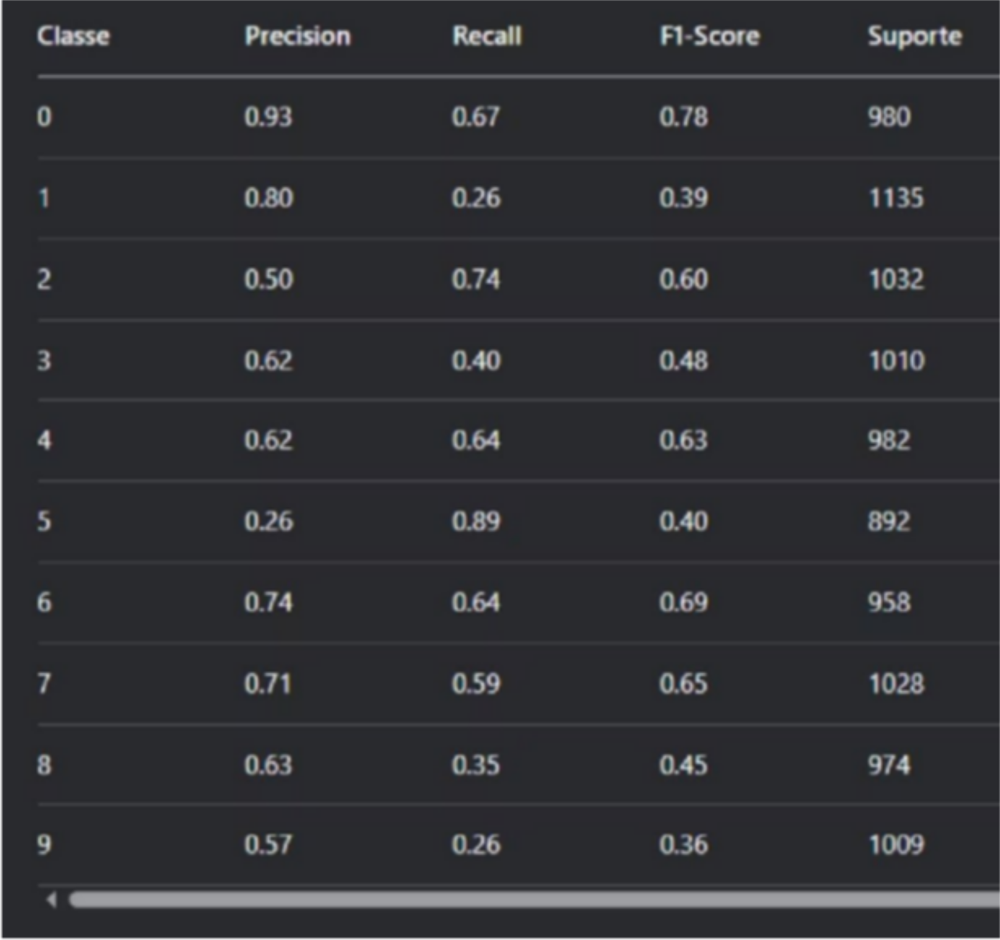 Classe Precision Recall F1-Score Suporte
0 0.93 0.67 0.78 980
1 0.80 0.26 0.39 1135
2 0.50 0.74 0.60 1032
3 0.62 0.40 0.48 1010
4 0.62 0.64 0.63 982
5 0.26 0.89 0.40 892
6 0.74 0.64 0.69 958
7 0.71 0.59 0.65 1028
8 0.63 0.35 0.45 974
9 0.57 0.26 0.36 1009